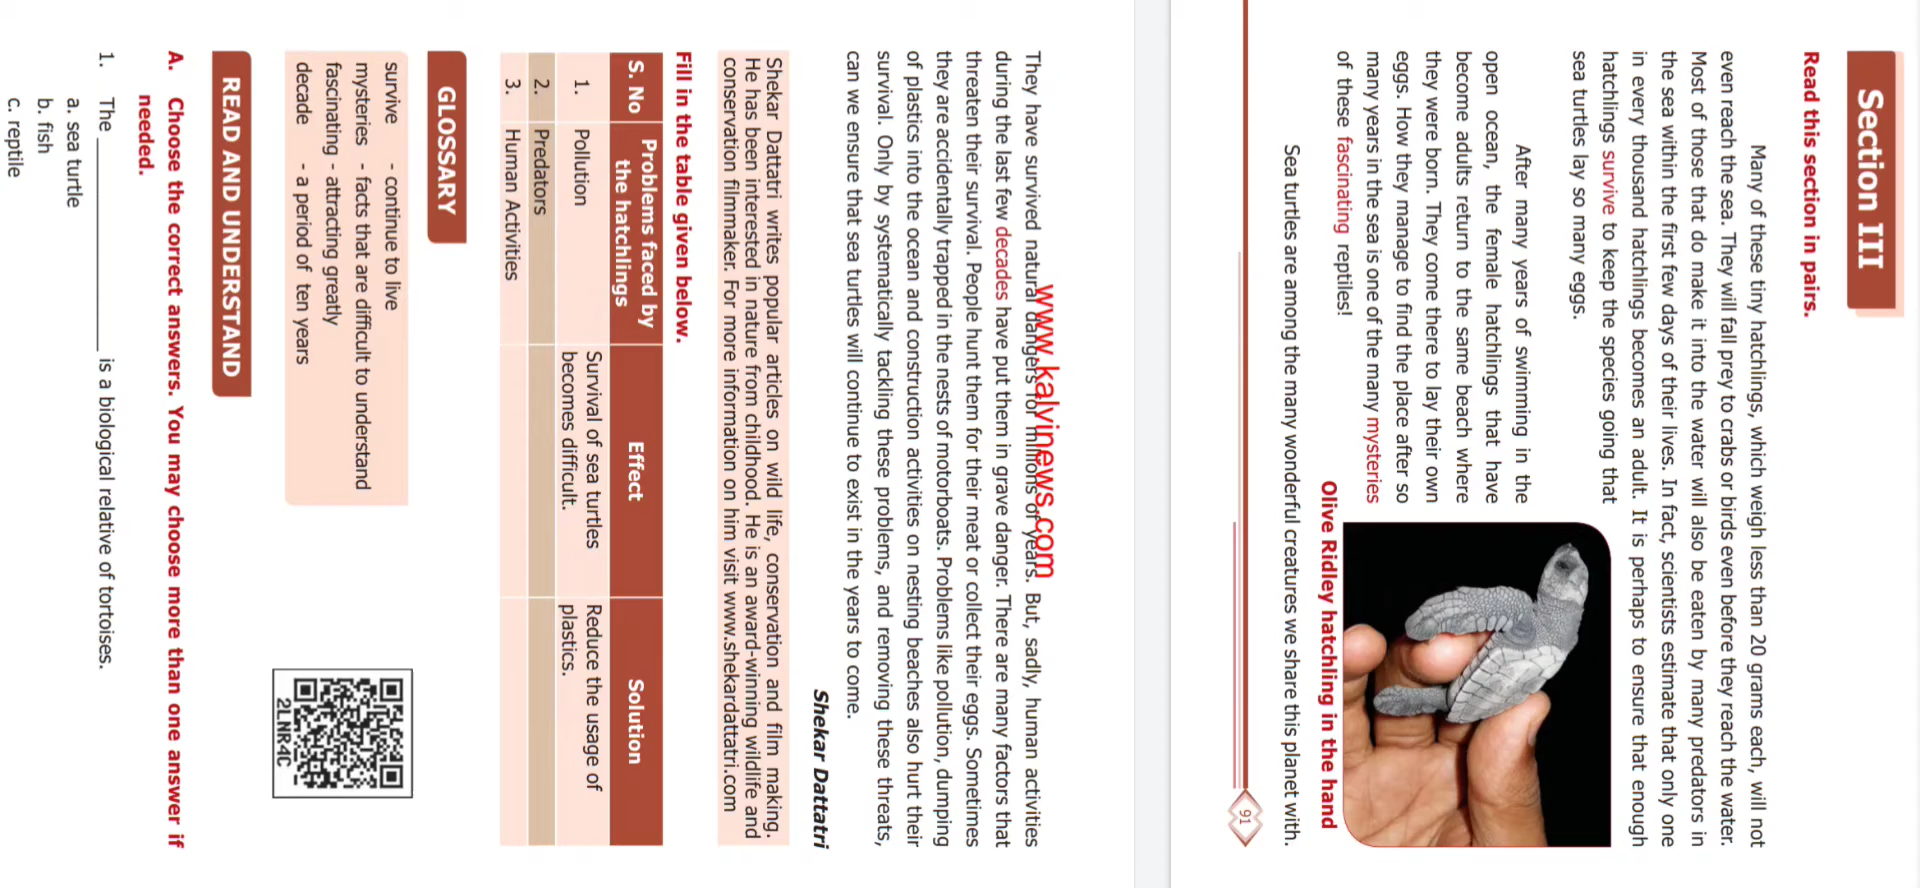 Section III
Read this section in pairs.
Many of these tiny hatchlings, which weigh less than 20 grams each, will not
even reach the sea. They will fall prey to crabs or birds even before they reach the water.
Most of those that do make it into the water will also be eaten by many predators in
the sea within the first few days of their lives. In fact, scientists estimate that only one
in every thousand hatchlings becomes an adult. It is perhaps to ensure that enough
hatchlings survive to keep the species going that
sea turtles lay so many eggs.
After many years of swimming in the
open ocean, the female hatchlings that have
become adults return to the same beach where
they were born. They come there to lay their own
eggs. How they manage to find the place after so
many years in the sea is one of the many mysteries
of these fascinating reptiles!
Olive Ridley hatchling in the hand
Sea turtles are among the many wonderful creatures we share this planet with.
91
www.kalvinews.com
They have survived natural dangers for millions of years. But, sadly, human activities
during the last few decades have put them in grave danger. There are many factors that
threaten their survival. People hunt them for their meat or collect their eggs. Sometimes
they are accidentally trapped in the nests of motorboats. Problems like pollution, dumping
of plastics into the ocean and construction activities on nesting beaches also hurt their
survival. Only by systematically tackling these problems, and removing these threats,
can we ensure that sea turtles will continue to exist in the years to come.
Shekar Dattatri
Shekar Dattatri writes popular articles on wild life, conservation and film making.
He has been interested in nature from childhood. He is an award-winning wildlife and
conservation filmmaker. For more information on him visit www.shekardattatri.com
Fill in the table given below.
S. No Problems faced by the hatchlings Effect Solution
1. Pollution Survival of sea turtles becomes difficult. Reduce the usage of plastics.
2. Predators
3. Human Activities
GLOSSARY
survive - continue to live
mysteries - facts that are difficult to understand
fascinating - attracting greatly
decade - a period of ten years
2LNR4C
READ AND UNDERSTAND
A. Choose the correct answers. You may choose more than one answer if
needed.
1. The ____________________ is a biological relative of tortoises.
a. sea turtle
b. fish
c. reptile